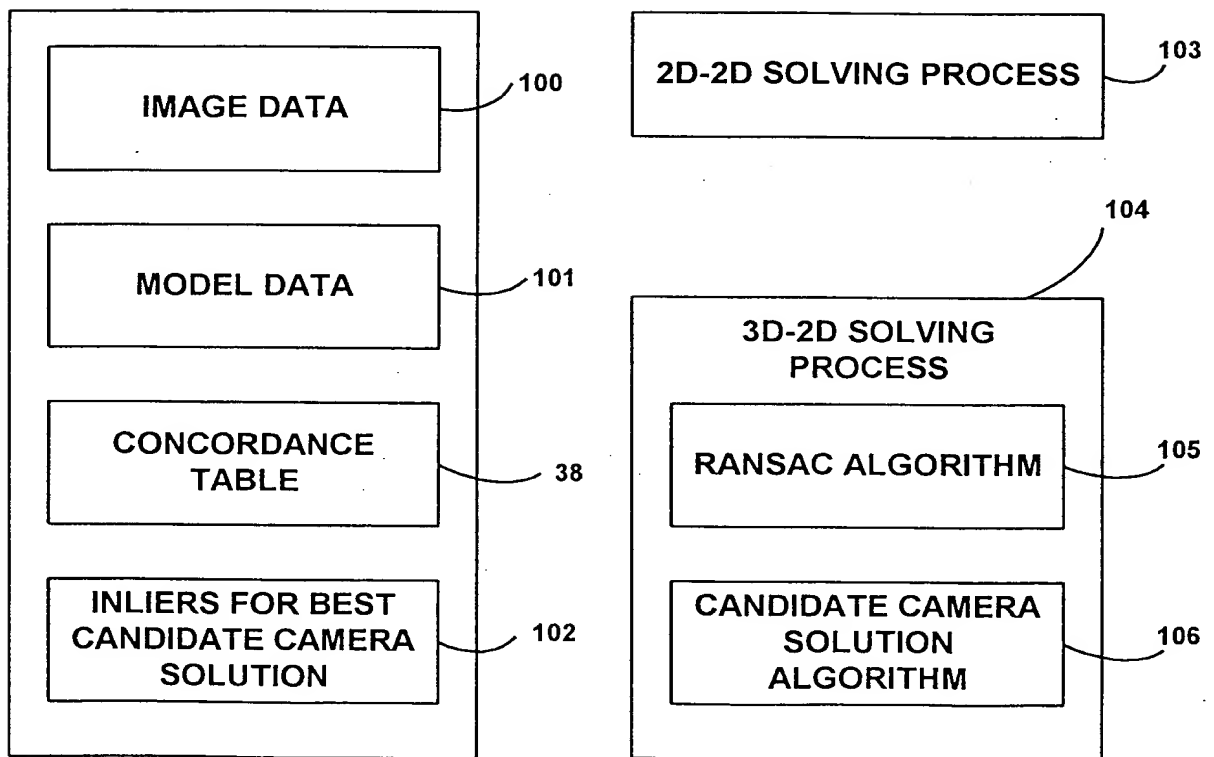 IMAGE DATA
100
MODEL DATA
101
CONCORDANCE
TABLE
38
INLIERS FOR BEST
CANDIDATE CAMERA
SOLUTION
102
2D-2D SOLVING PROCESS
103
104
3D-2D SOLVING
PROCESS
RANSAC ALGORITHM
105
CANDIDATE CAMERA
SOLUTION
ALGORITHM
106